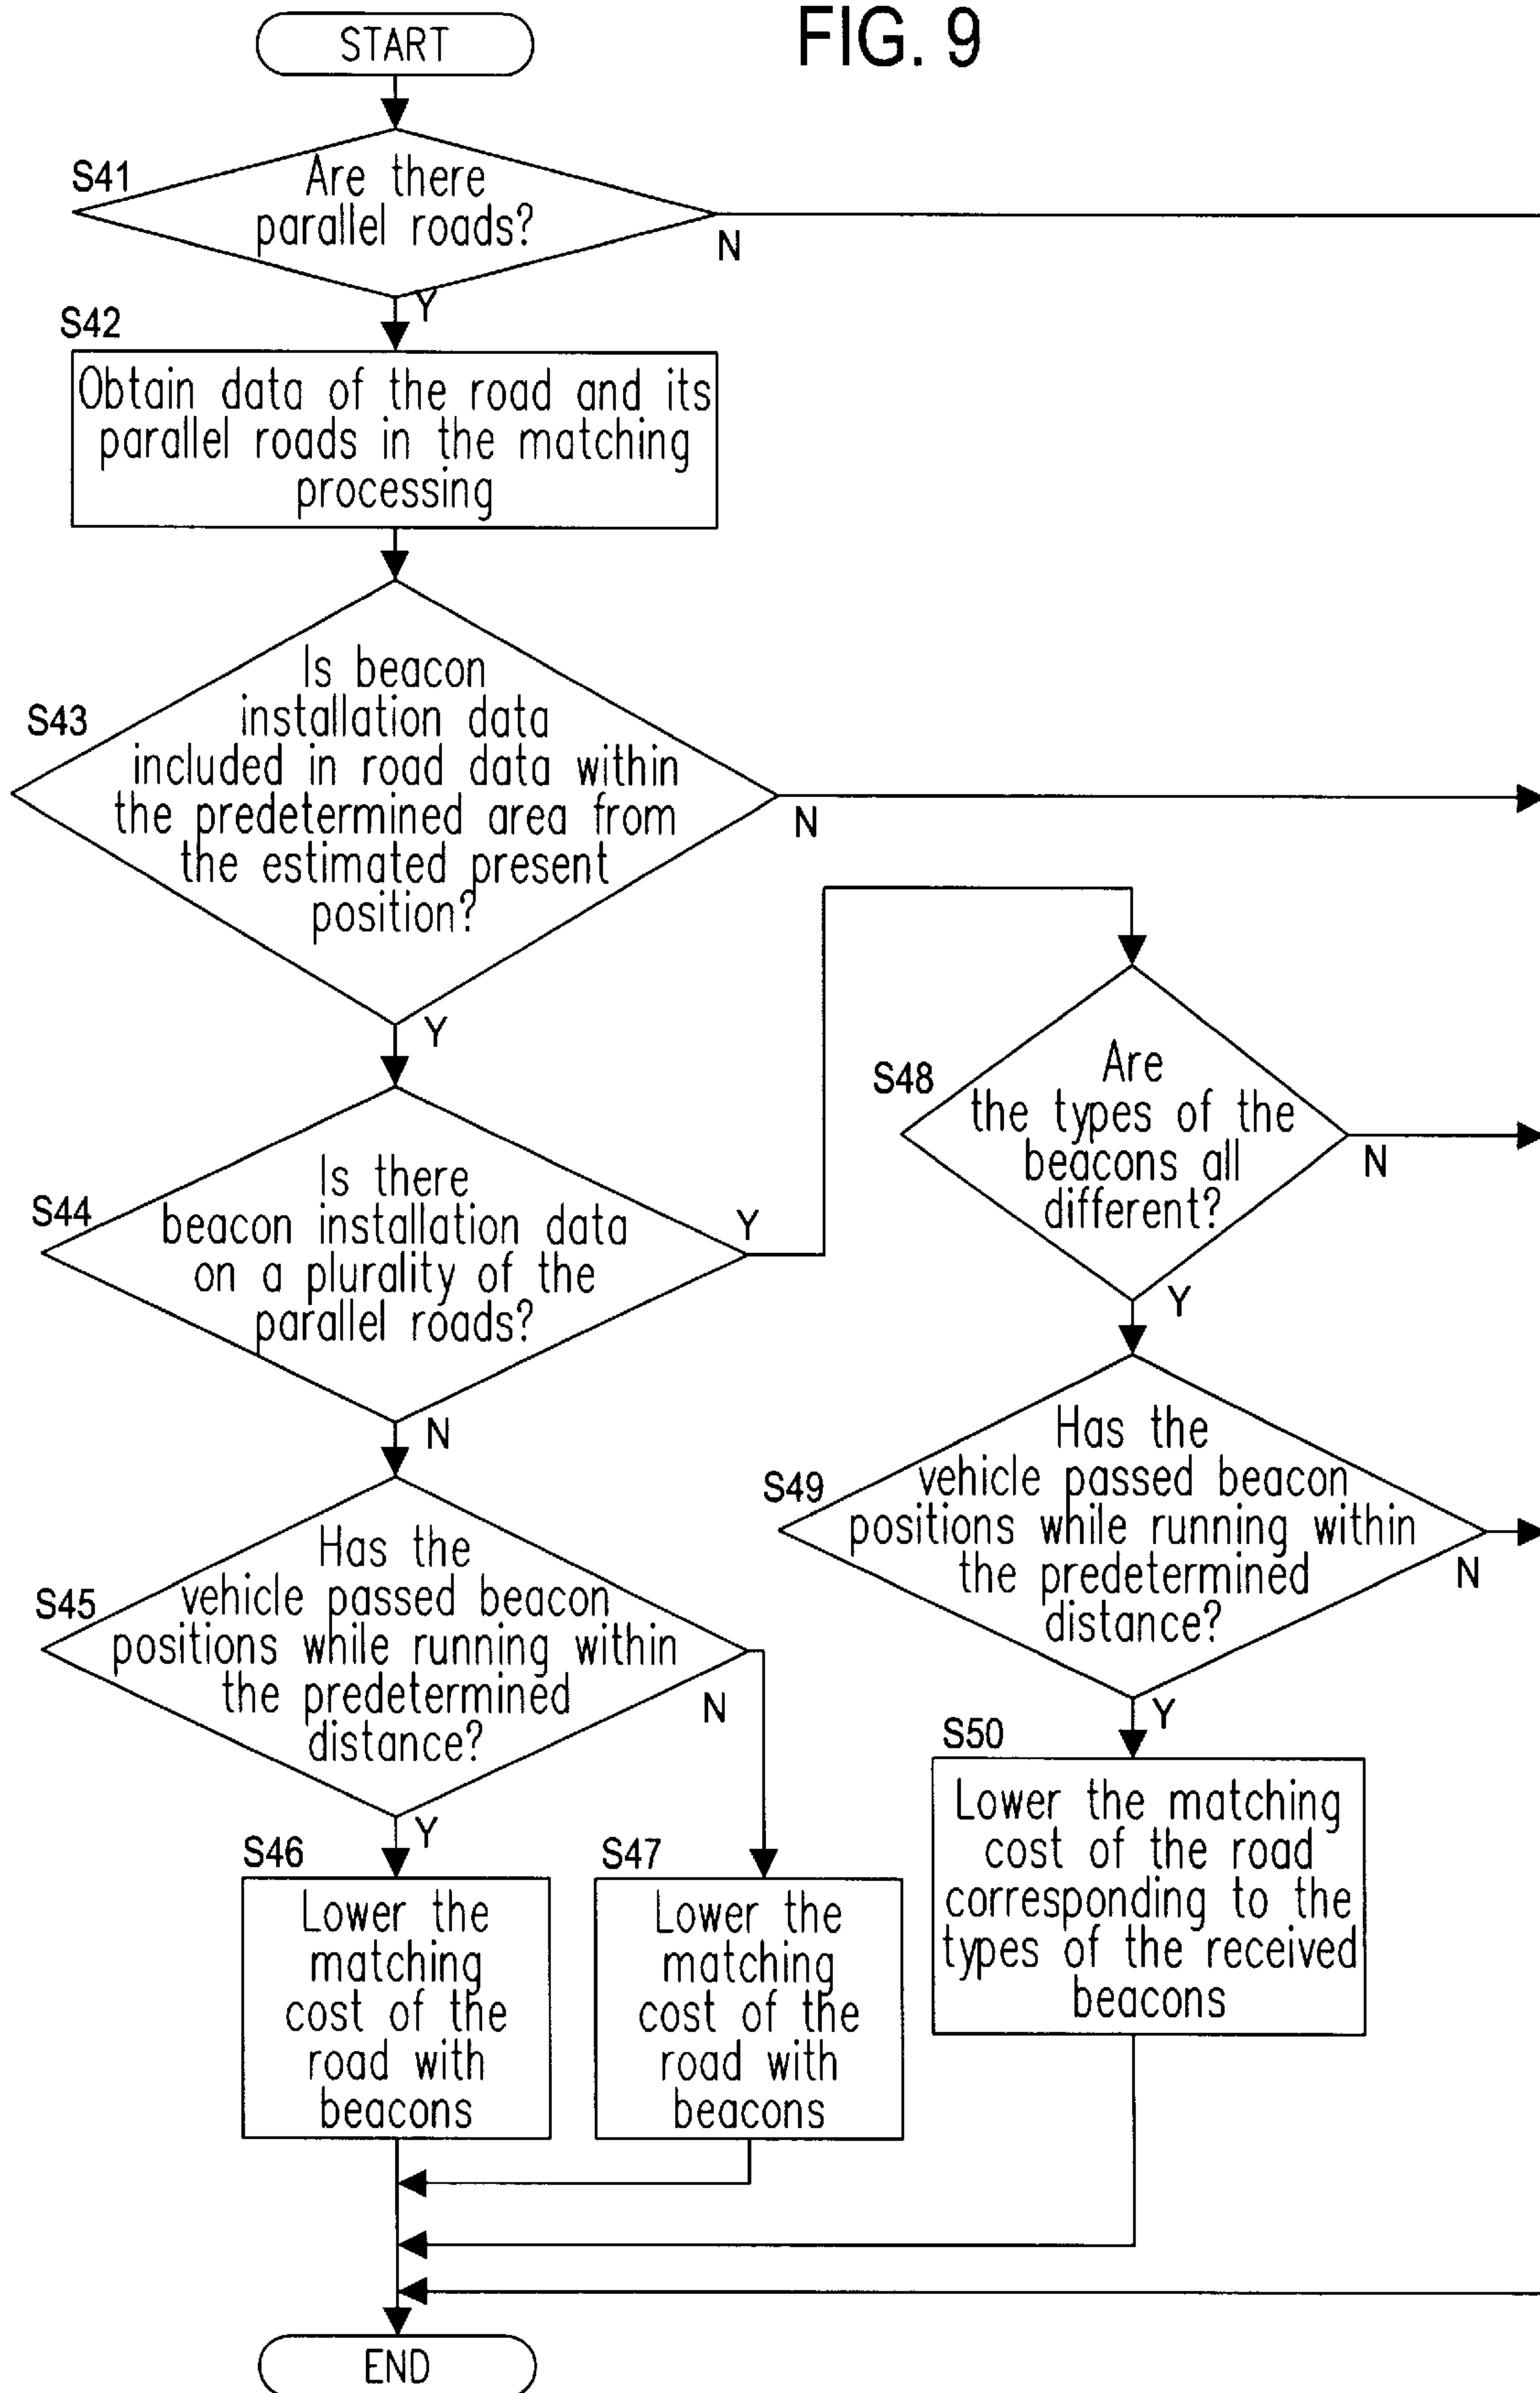 FIG. 9
START
S41
Are there
parallel roads?
N
Y
S42
Obtain data of the road and its
parallel roads in the matching
processing
S43
Is beacon
installation data
included in road data within
the predetermined area from
the estimated present
position?
N
Y
S44
Is there
beacon installation data
on a plurality of the
parallel roads?
Y
N
S48
Are
the types of the
beacons all
different?
N
Y
S45
Has the
vehicle passed beacon
positions while running within
the predetermined
distance?
N
Y
S49
Has the
vehicle passed beacon
positions while running within
the predetermined
distance?
N
Y
S46
Lower the
matching
cost of the
road with
beacons
S47
Lower the
matching
cost of the
road with
beacons
S50
Lower the matching
cost of the road
corresponding to the
types of the received
beacons
END